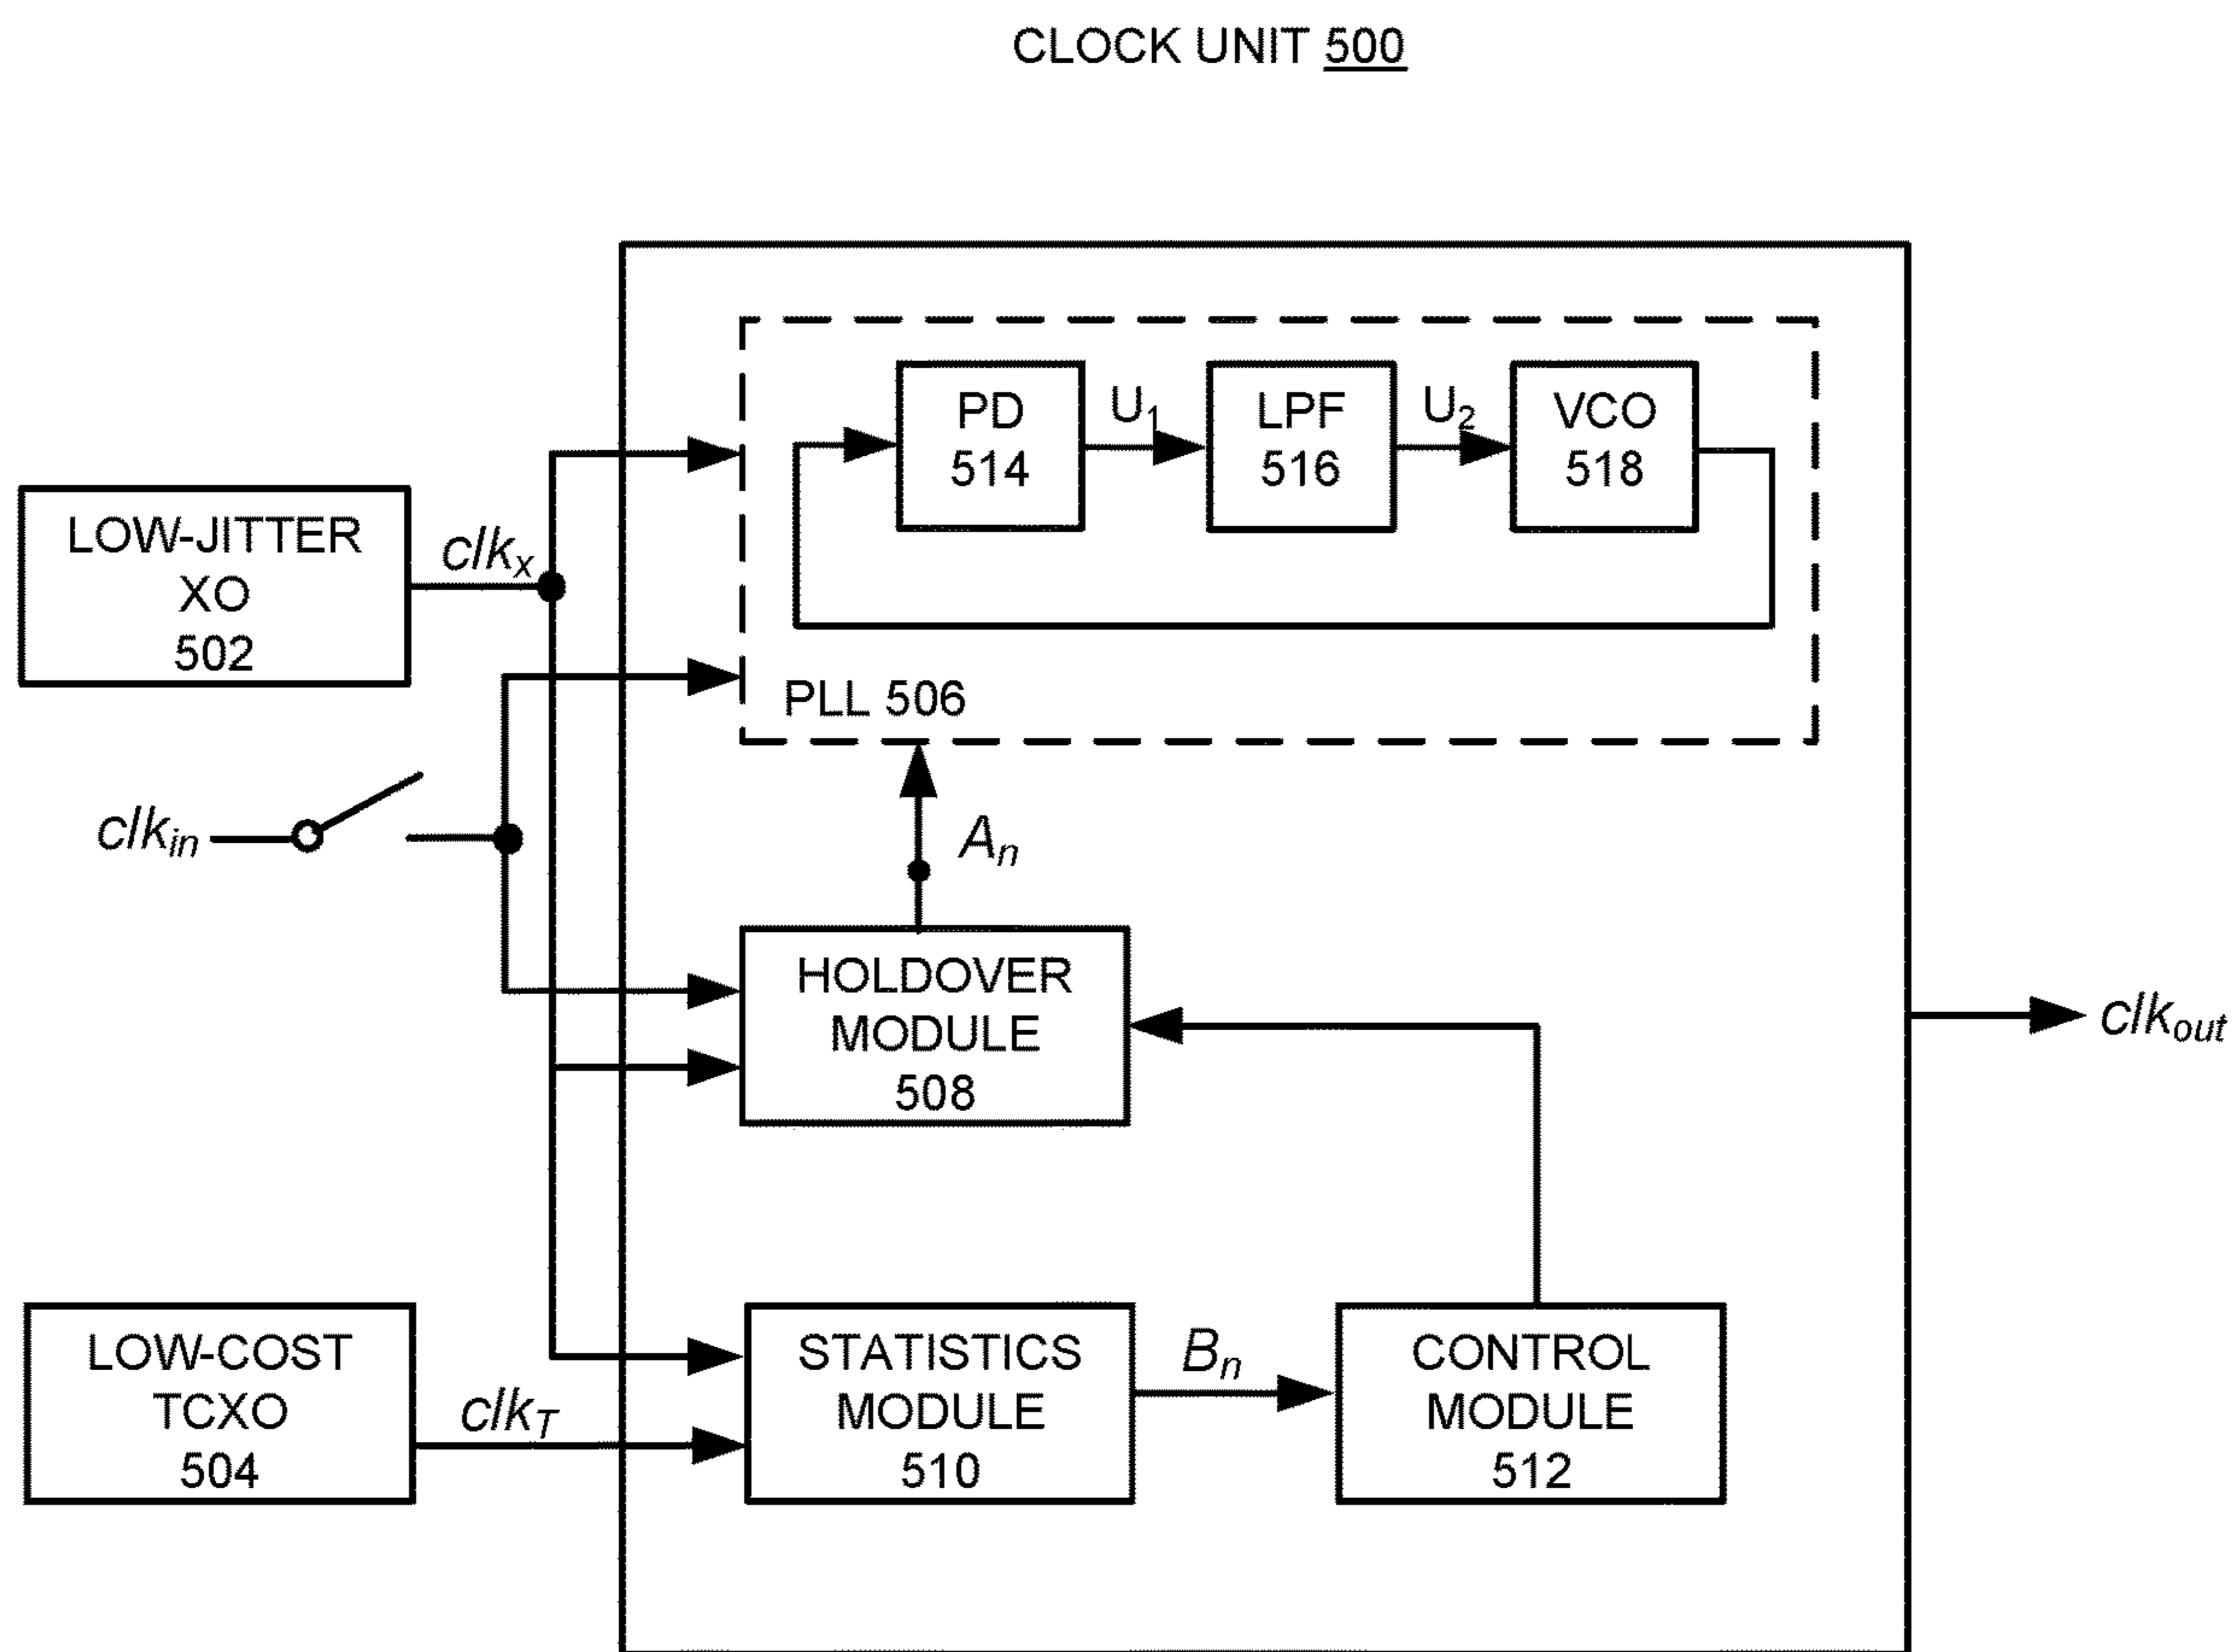 CLOCK UNIT 500
PD
514
U1
LPF
516
U2
VCO
518
LOW-JITTER
XO
502
clkx
PLL 506
clkin
An
HOLDOVER
MODULE
508
clkout
LOW-COST
TCXO
504
clkT
STATISTICS
MODULE
510
Bn
CONTROL
MODULE
512